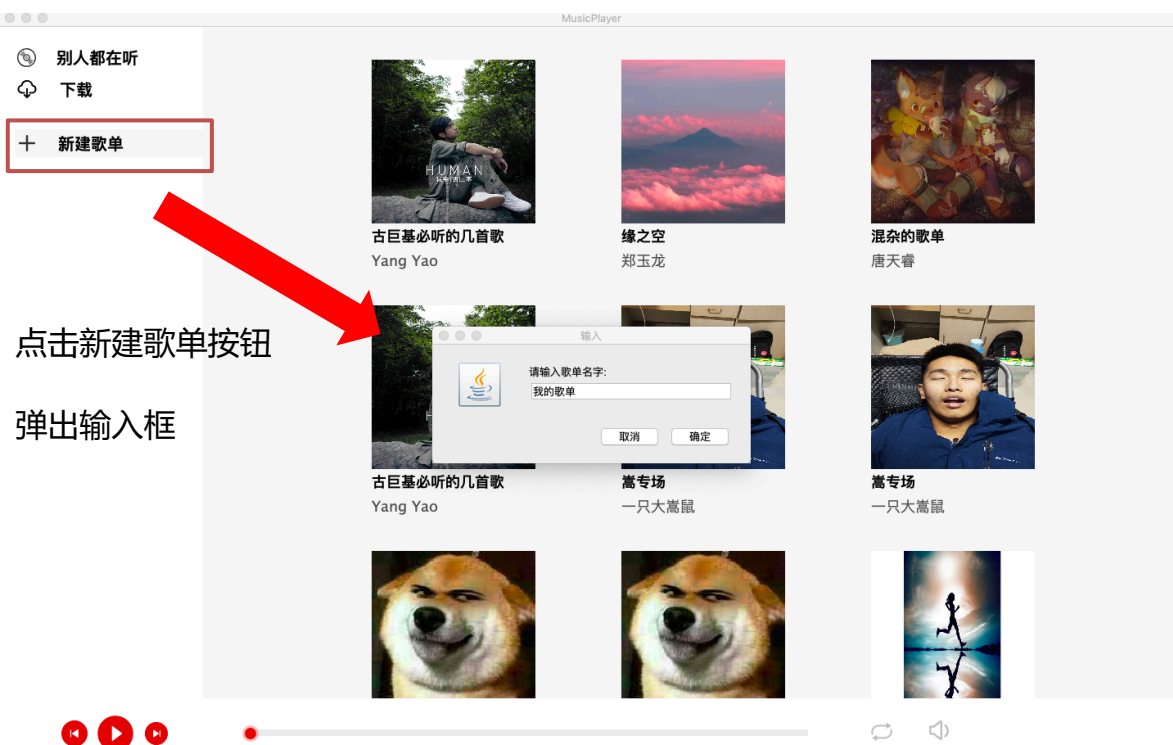 MusicPlayer
别人都在听
下载
新建歌单
HUMAN
古巨基必听的几首歌
Yang Yao
缘之空
郑玉龙
混杂的歌单
唐天睿
点击新建歌单按钮
弹出输入框
输入
请输入歌单名字:
我的歌单
取消
确定
古巨基必听的几首歌
Yang Yao
嵩专场
一只大嵩鼠
嵩专场
一只大嵩鼠